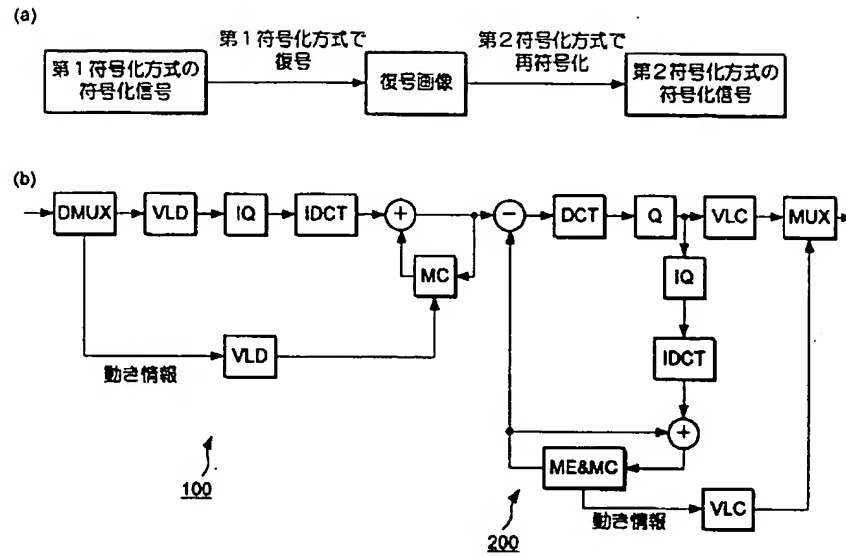 (a)
第１符号化方式の
符号化信号
第１符号化方式で
復号
復号画像
第２符号化方式で
再符号化
第２符号化方式の
符号化信号
(b)
DMUX
VLD
IQ
IDCT
+
−
DCT
Q
VLC
MUX
MC
IQ
VLD
動き情報
IDCT
+
ME&MC
VLC
動き情報
100
200